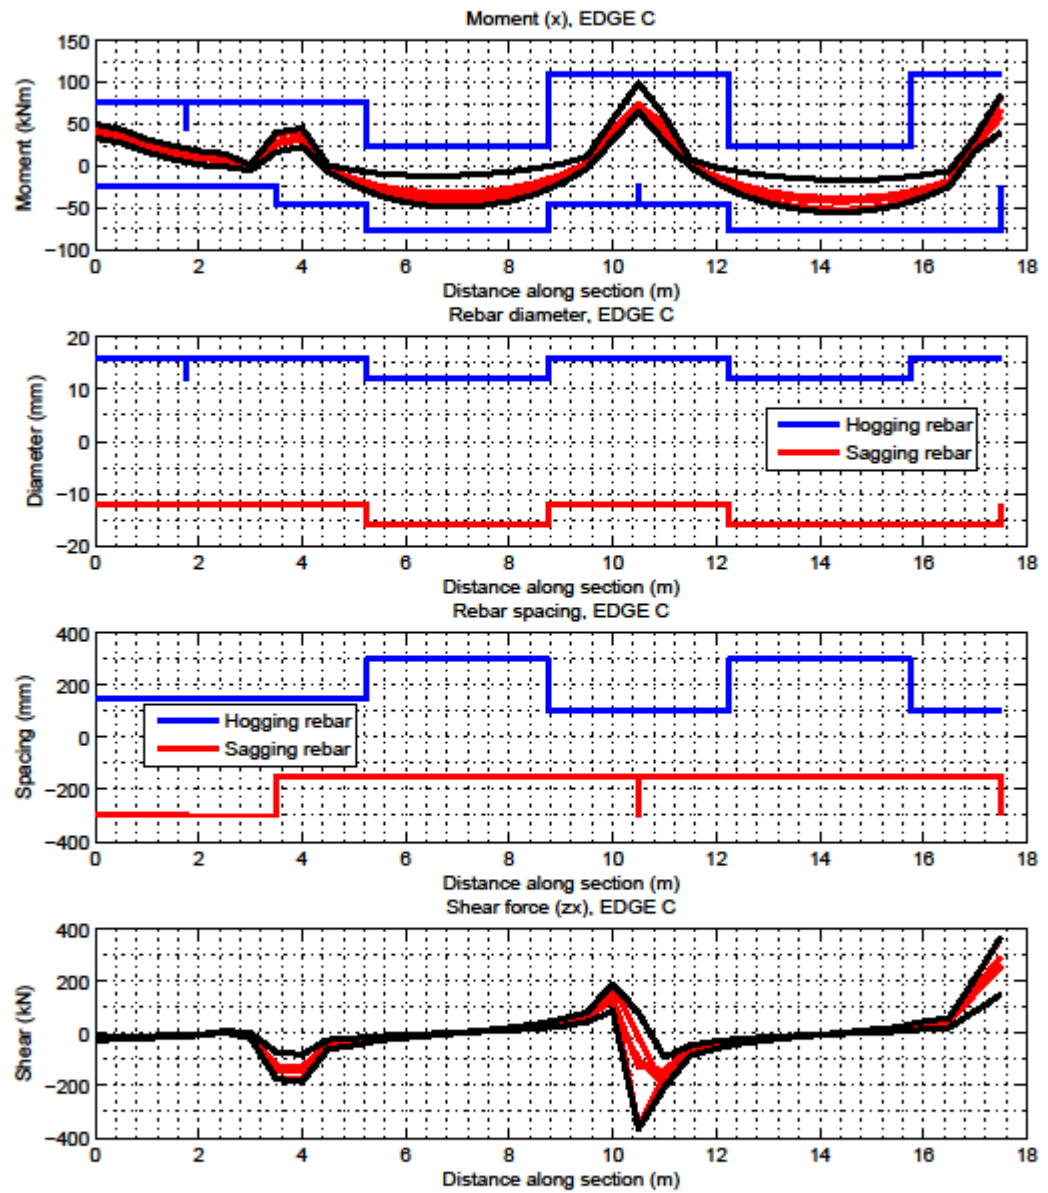 Moment (x), EDGE C
150
100
50
0
−50
−100
Moment (kNm)
0 2 4 6 8 10 12 14 16 18
Distance along section (m)
Rebar diameter, EDGE C
20
10
0
−10
−20
Diameter (mm)
Hogging rebar
Sagging rebar
0 2 4 6 8 10 12 14 16 18
Distance along section (m)
Rebar spacing, EDGE C
400
200
0
−200
−400
Spacing (mm)
Hogging rebar
Sagging rebar
0 2 4 6 8 10 12 14 16 18
Distance along section (m)
Shear force (zx), EDGE C
400
200
0
−200
−400
Shear (kN)
0 2 4 6 8 10 12 14 16 18
Distance along section (m)